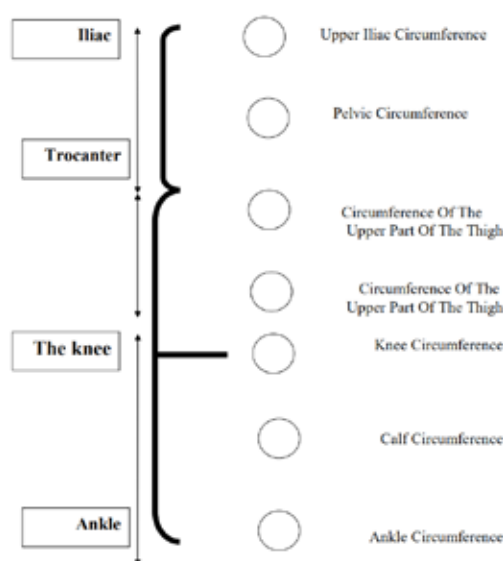 Iliac
Upper Iliac Circumference
Pelvic Circumference
Trocanter
Circumference Of The
Upper Part Of The Thigh
Circumference Of The
Upper Part Of The Thigh
The knee
Knee Circumference
Calf Circumference
Ankle
Ankle Circumference